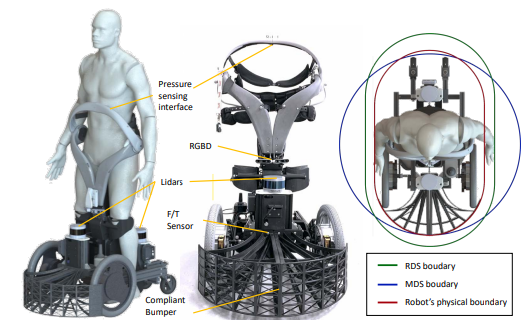 Pressure
sensing
interface
RGBD
Lidars
F/T
Sensor
Compliant
Bumper
RDS boudary
MDS boudary
Robot's physical boundary